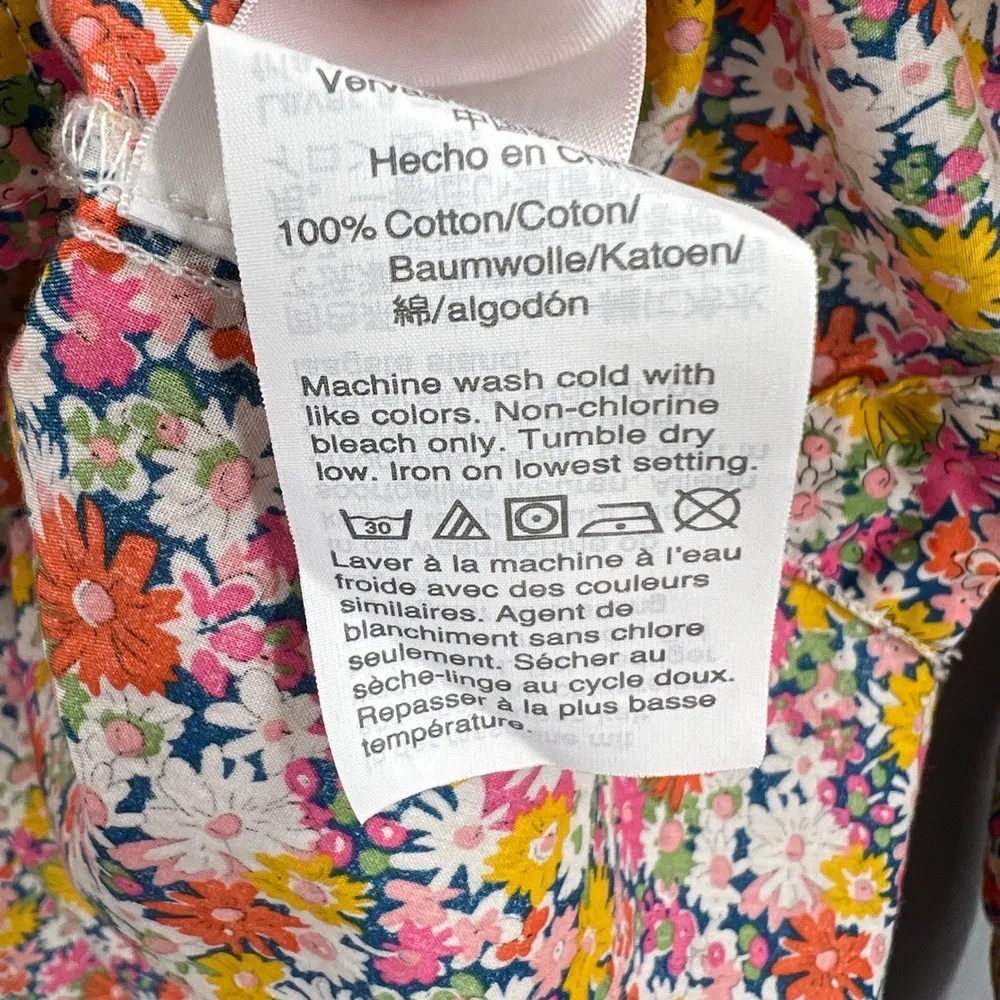 Hecho en
100% Cotton/Coton/
Baumwolle/Katoen/
綿/algodón
Machine wash cold with
like colors. Non-chlorine
bleach only. Tumble dry
low. Iron on lowest setting.
30
Laver à la machine à l'eau
froide avec des couleurs
similaires. Agent de
blanchiment sans chlore
seulement. Sécher au
sèche-linge au cycle doux.
Repasser à la plus basse
température.